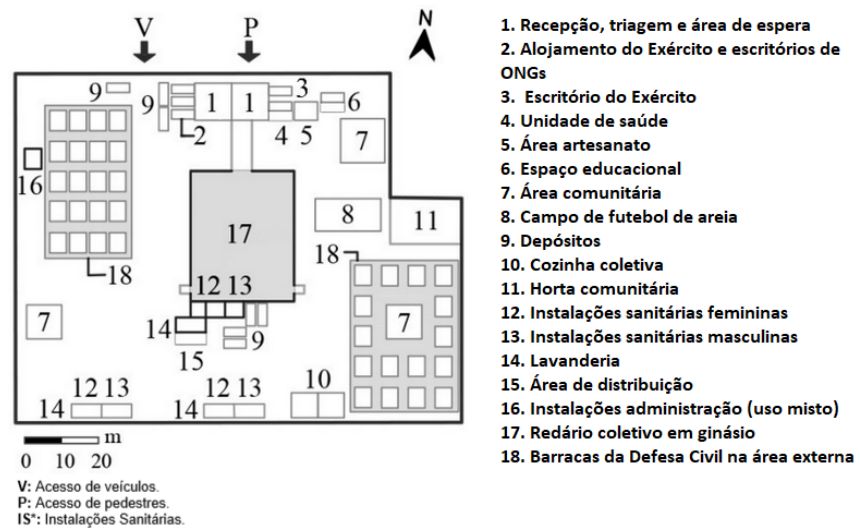 V
P
N
9
9
1
1
3
6
2
4
5
7
16
8
11
17
18
18
12 13
7
7
14
9
15
12 13
12 13
10
14
14
m
0 10 20
V: Acesso de veículos.
P: Acesso de pedestres.
IS*: Instalações Sanitárias.
1. Recepção, triagem e área de espera
2. Alojamento do Exército e escritórios de
ONGs
3. Escritório do Exército
4. Unidade de saúde
5. Área artesanato
6. Espaço educacional
7. Área comunitária
8. Campo de futebol de areia
9. Depósitos
10. Cozinha coletiva
11. Horta comunitária
12. Instalações sanitárias femininas
13. Instalações sanitárias masculinas
14. Lavanderia
15. Área de distribuição
16. Instalações administração (uso misto)
17. Redário coletivo em ginásio
18. Barracas da Defesa Civil na área externa